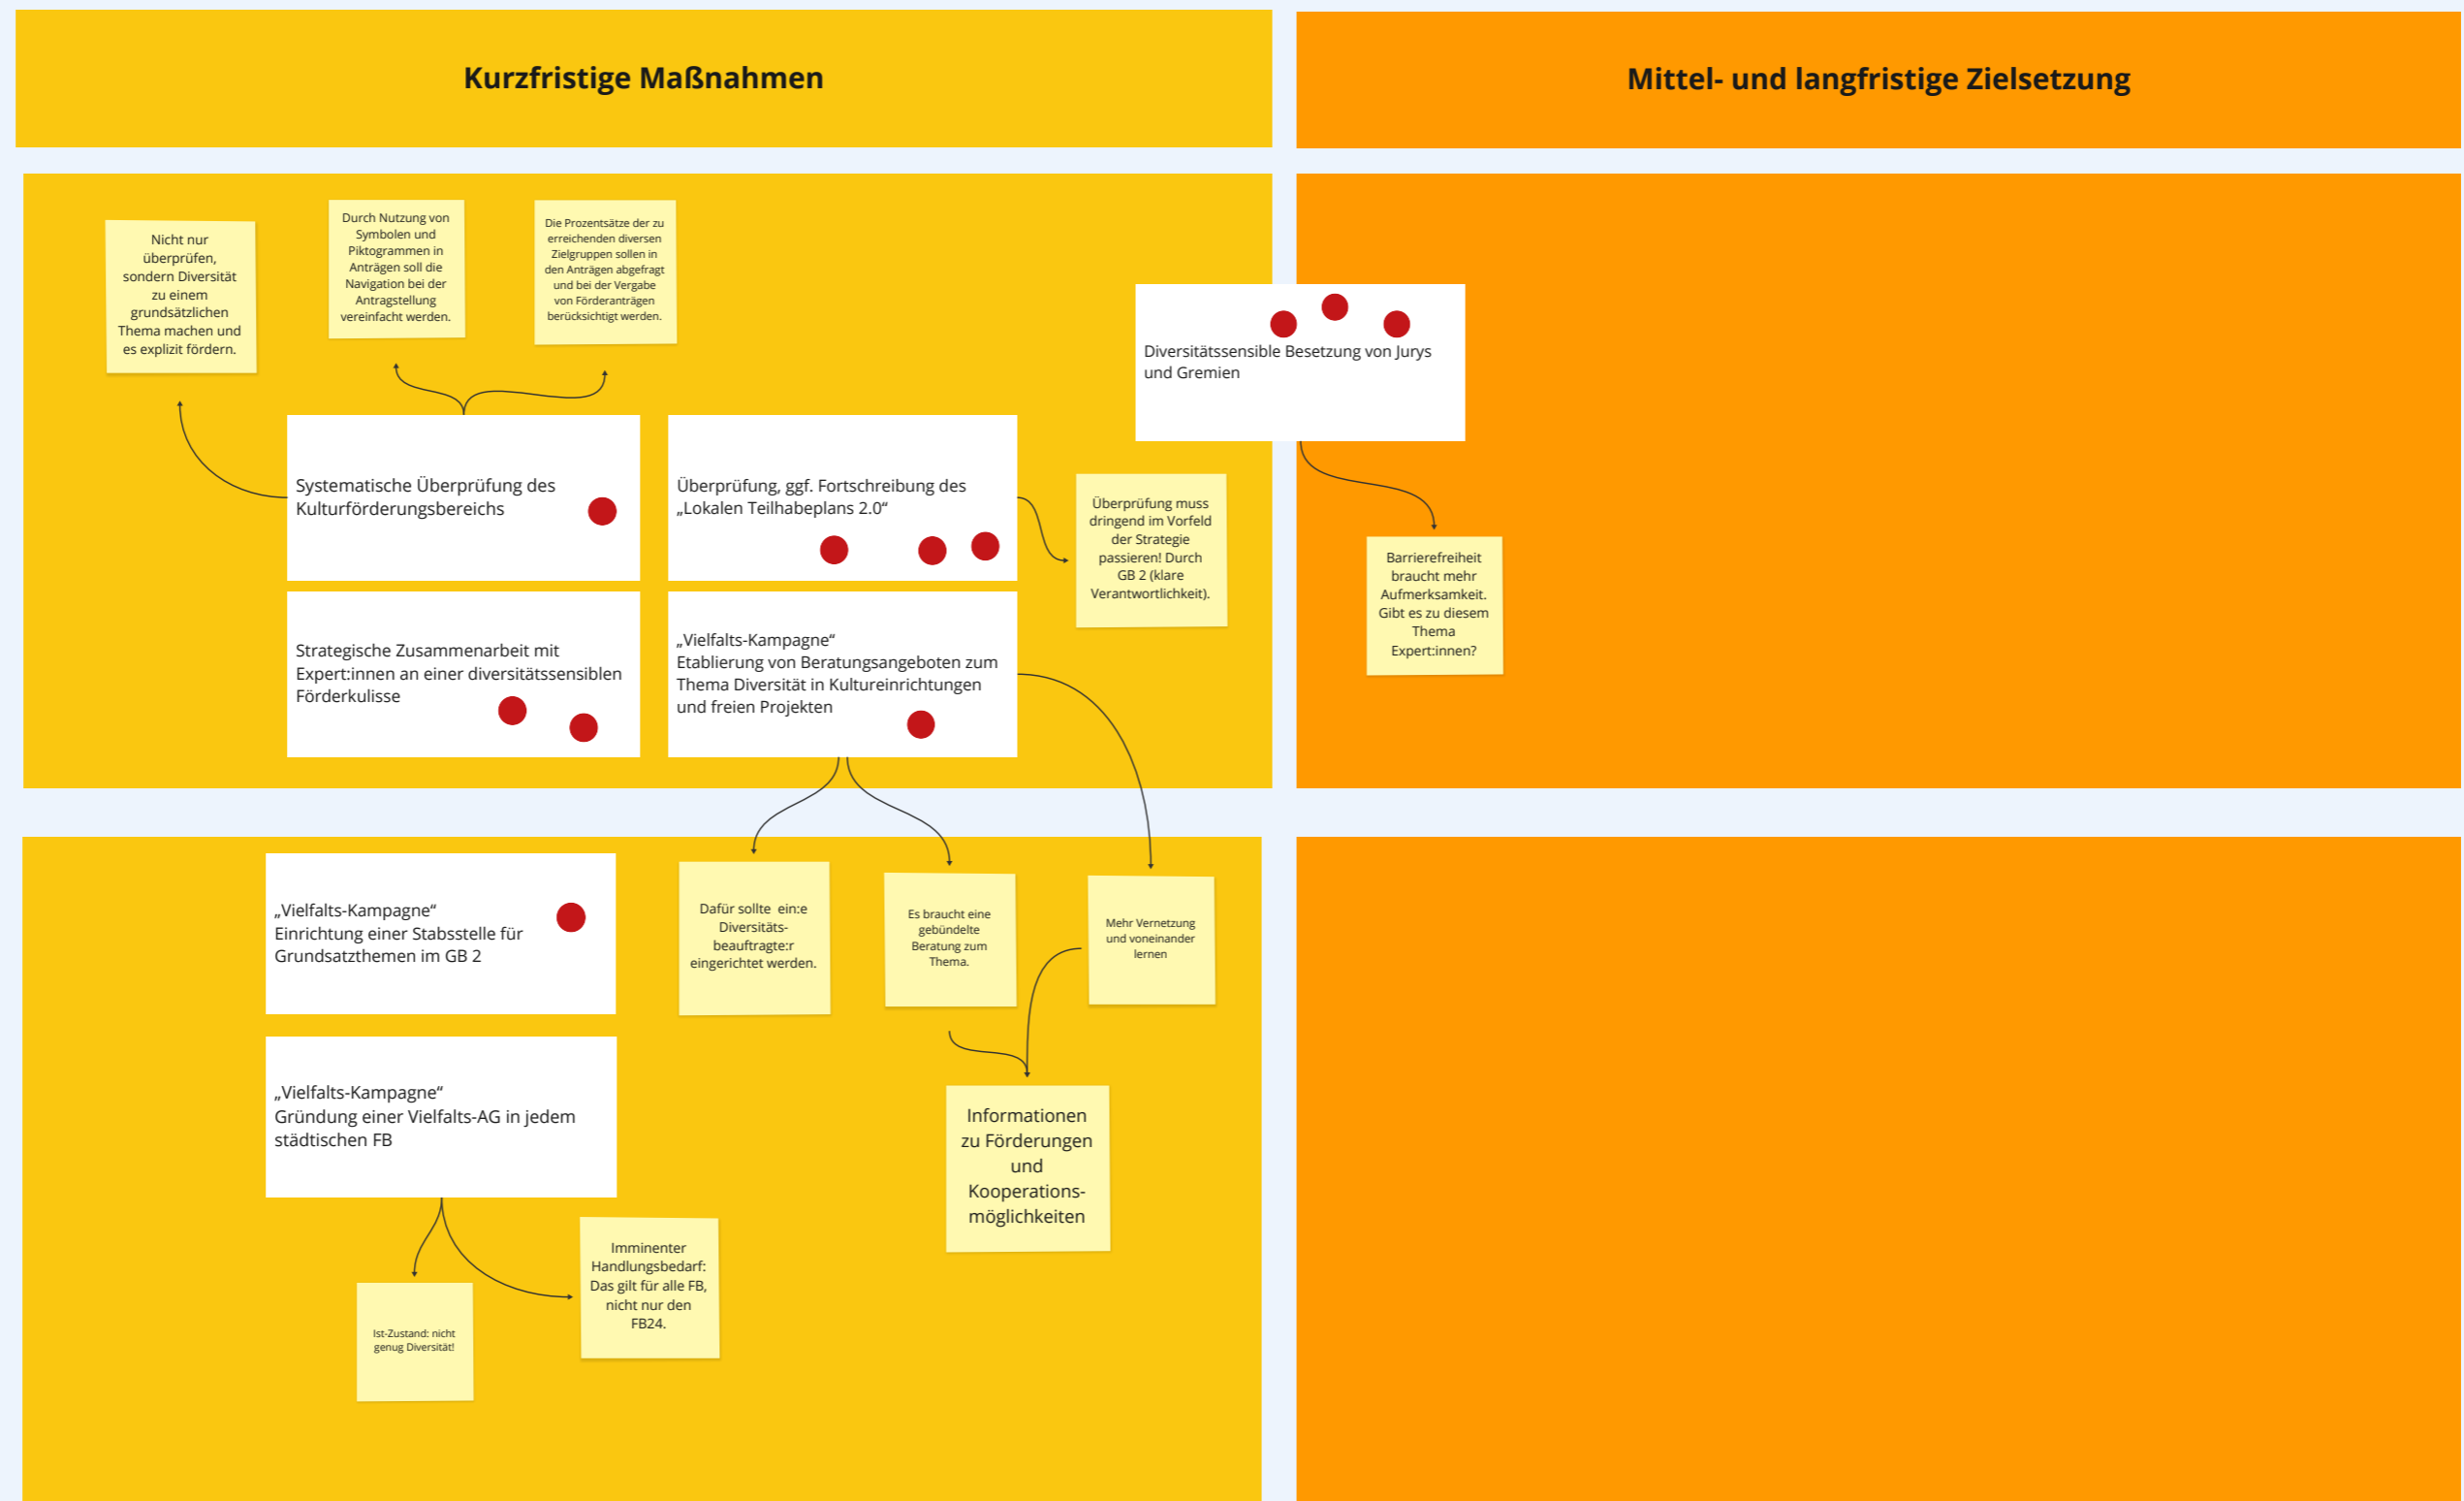 Kurzfristige Maßnahmen
Mittel- und langfristige Zielsetzung
Nicht nur
überprüfen,
sondern Diversität
zu einem
grundsätzlichen
Thema machen und
es explizit fördern.
Durch Nutzung von
Symbolen und
Piktogrammen in
Anträgen soll die
Navigation bei der
Antragstellung
vereinfacht werden.
Die Prozentsätze der zu
erreichenden diversen
Zielgruppen sollen in
den Anträgen abgefragt
und bei der Vergabe
von Förderanträgen
berücksichtigt werden.
Diversitätssensible Besetzung von Jurys
und Gremien
Systematische Überprüfung des
Kulturförderungsbereichs
Überprüfung, ggf. Fortschreibung des
„Lokalen Teilhabeplans 2.0“
Überprüfung muss
dringend im Vorfeld
der Strategie
passieren! Durch
GB 2 (klare
Verantwortlichkeit).
Barrierefreiheit
braucht mehr
Aufmerksamkeit.
Gibt es zu diesem
Thema
Expert:innen?
Strategische Zusammenarbeit mit
Expert:innen an einer diversitätssensiblen
Förderkulisse
„Vielfalts-Kampagne“
Etablierung von Beratungsangeboten zum
Thema Diversität in Kultureinrichtungen
und freien Projekten
„Vielfalts-Kampagne“
Einrichtung einer Stabsstelle für
Grundsatzthemen im GB 2
Dafür sollte  ein:e
Diversitäts-
beauftragte:r
eingerichtet werden.
Es braucht eine
gebündelte
Beratung zum
Thema.
Mehr Vernetzung
und voneinander
lernen
„Vielfalts-Kampagne“
Gründung einer Vielfalts-AG in jedem
städtischen FB
Informationen
zu Förderungen
und
Kooperations-
möglichkeiten
Imminenter
Handlungsbedarf:
Das gilt für alle FB,
nicht nur den
FB24.
Ist-Zustand: nicht
genug Diversität!